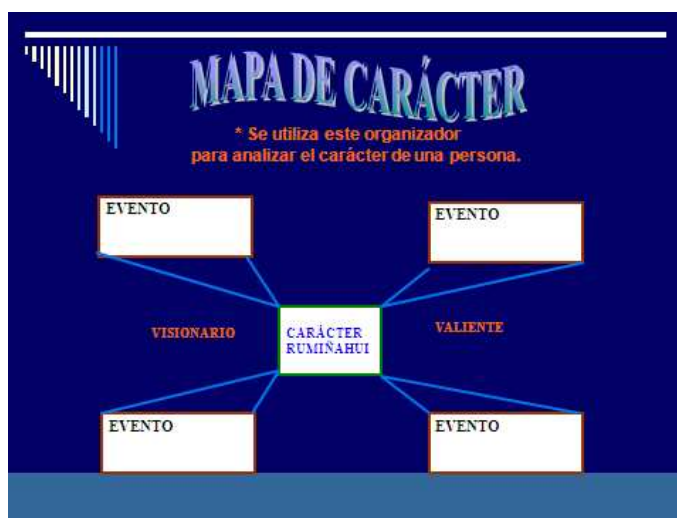 MAPA DE CARÁCTER
* Se utiliza este organizador
para analizar el carácter de una persona.
EVENTO
EVENTO
VISIONARIO
CARÁCTER
RUMIÑAHUI
VALIENTE
EVENTO
EVENTO